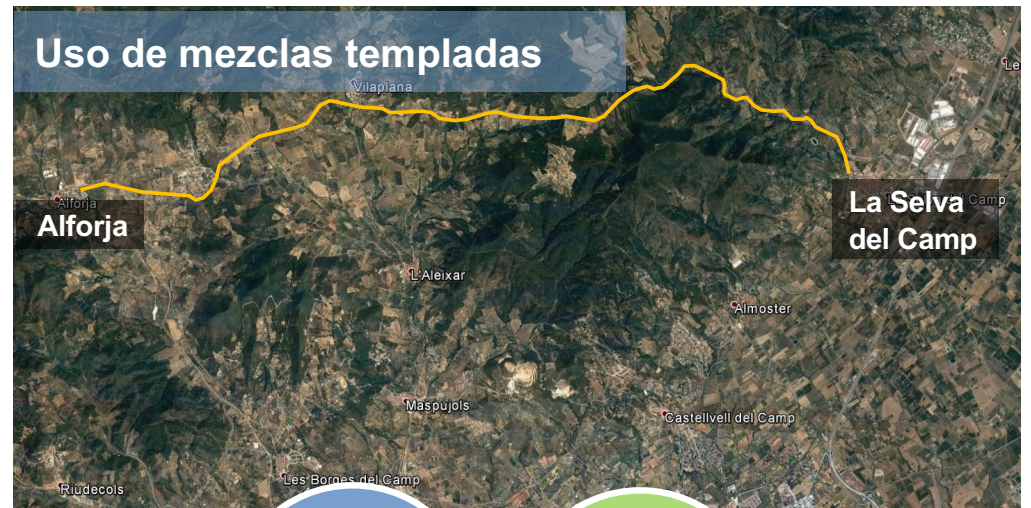 Uso de mezclas templadas
Le
Vilaplana
Alforja
Alforja
La Selva
del Camp
Camp
L'Aleixar
Almoster
Maspujols
Castellvell del Camp
Les Borges del Camp
Riudecols